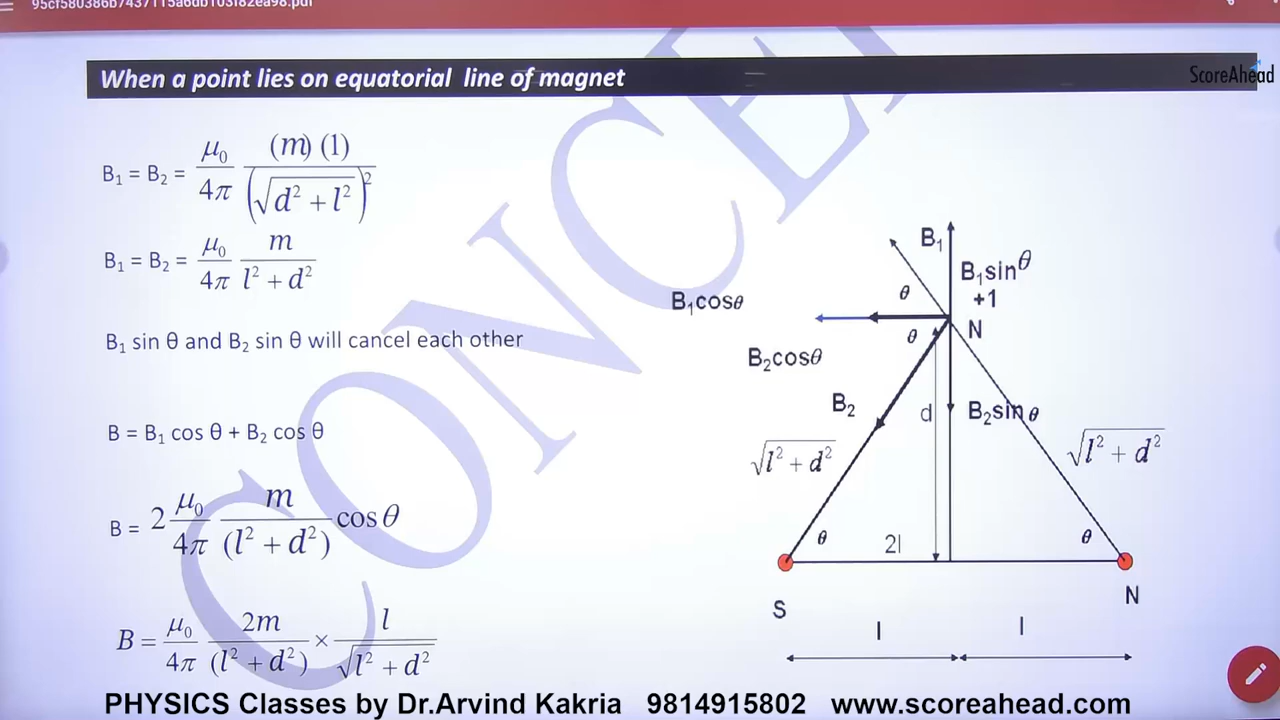 95cf580386b7437115a6db103f82ea98.pdf
When a point lies on equatorial line of magnet
ScoreAhead
B₁ = B₂ = μ₀/4π (m) (1)/(√(d² + l²))²
B₁ = B₂ = μ₀/4π m/(l² + d²)
B₁ sin θ and B₂ sin θ will cancel each other
B = B₁ cos θ + B₂ cos θ
B = 2 μ₀/4π m/(l² + d²) cos θ
B = μ₀/4π 2m/(l² + d²) × l/√(l² + d²)
B₁
B₁sinθ
θ
+1
B₁cosθ
N
θ
B₂cosθ
B₂
d
B₂sinθ
√(l² + d²)
√(l² + d²)
θ
2l
θ
S
N
l
l
CONCE
PHYSICS Classes by Dr.Arvind Kakria 9814915802 www.scoreahead.com